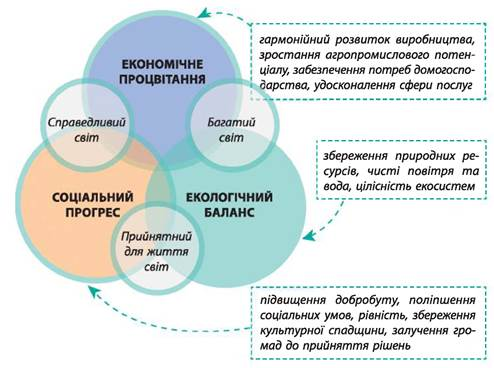 ЕКОНОМІЧНЕ
ПРОЦВІТАННЯ
гармонійний розвиток виробництва,
зростання агропромислового потен-
ціалу, забезпечення потреб домогоспо-
дарства, удосконалення сфери послуг
Справедливий
світ
Багатий
світ
збереження природних ре-
сурсів, чисті повітря та
вода, цілісність екосистем
СОЦІАЛЬНИЙ
ПРОГРЕС
ЕКОЛОГІЧНИЙ
БАЛАНС
Прийнятний
для життя
світ
підвищення добробуту, поліпшення
соціальних умов, рівність, збереження
культурної спадщини, залучення гро-
мад до прийняття рішень